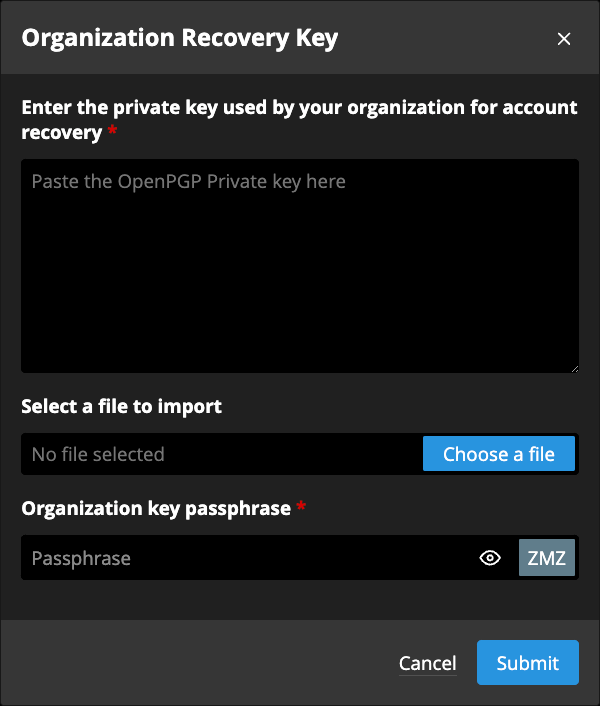 Organization Recovery Key
Enter the private key used by your organization for account
recovery *
Paste the OpenPGP Private key here
Select a file to import
No file selected
Choose a file
Organization key passphrase *
Passphrase
ZMZ
Cancel
Submit